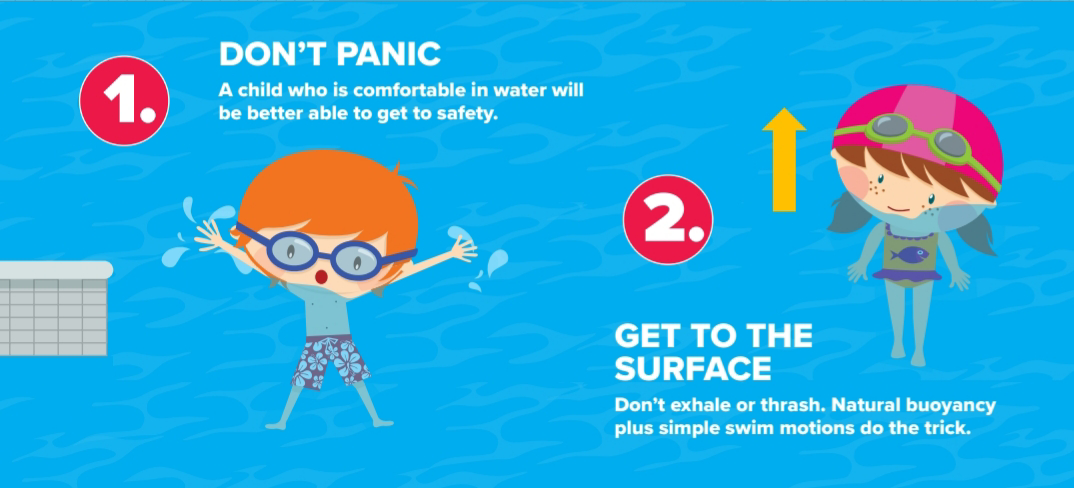 1.
DON’T PANIC
A child who is comfortable in water will
be better able to get to safety.
2.
GET TO THE
SURFACE
Don’t exhale or thrash. Natural buoyancy
plus simple swim motions do the trick.